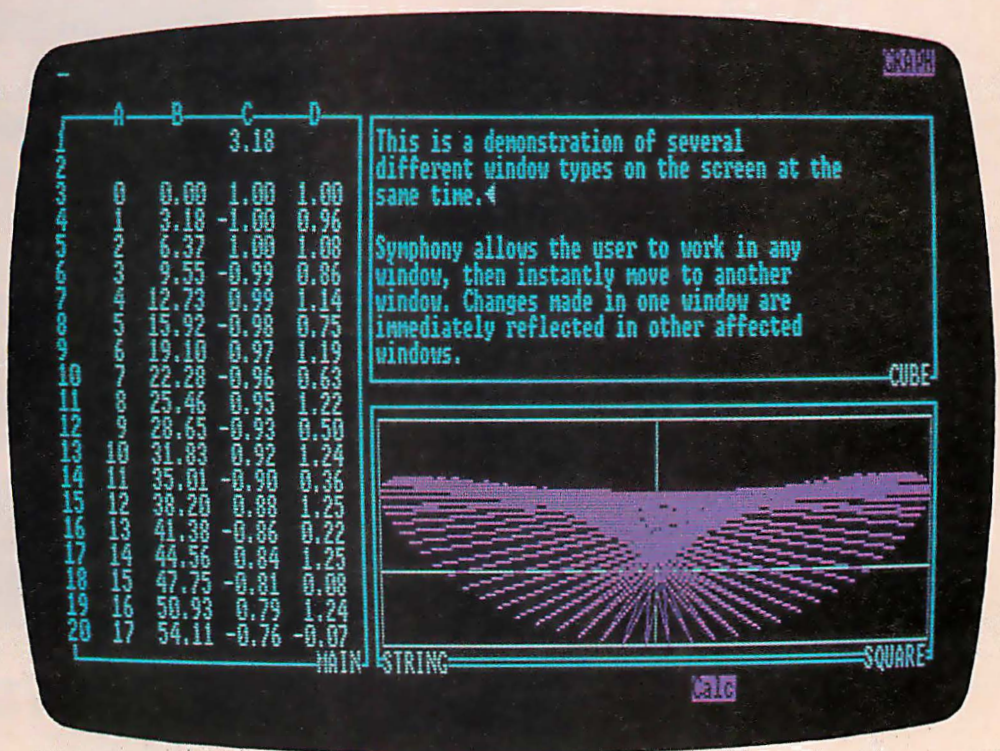 GRAPH
A B C D
1 3.18
2
3 0 0.00 1.00 1.00
4 1 3.18 -1.00 0.96
5 2 6.37 1.00 1.08
6 3 9.55 -0.99 0.86
7 4 12.73 0.99 1.14
8 5 15.92 -0.98 0.75
9 6 19.10 0.97 1.19
10 7 22.28 -0.96 0.63
11 8 25.46 0.95 1.22
12 9 28.65 -0.93 0.50
13 10 31.83 0.92 1.24
14 11 35.01 -0.90 0.36
15 12 38.20 0.88 1.25
16 13 41.38 -0.86 0.22
17 14 44.56 0.84 1.25
18 15 47.75 -0.81 0.08
19 16 50.93 0.79 1.24
20 17 54.11 -0.76 -0.07
MAIN
This is a demonstration of several
different window types on the screen at the
same time.
Symphony allows the user to work in any
window, then instantly move to another
window. Changes made in one window are
immediately reflected in other affected
windows.
CUBE
STRING SQUARE
Calc